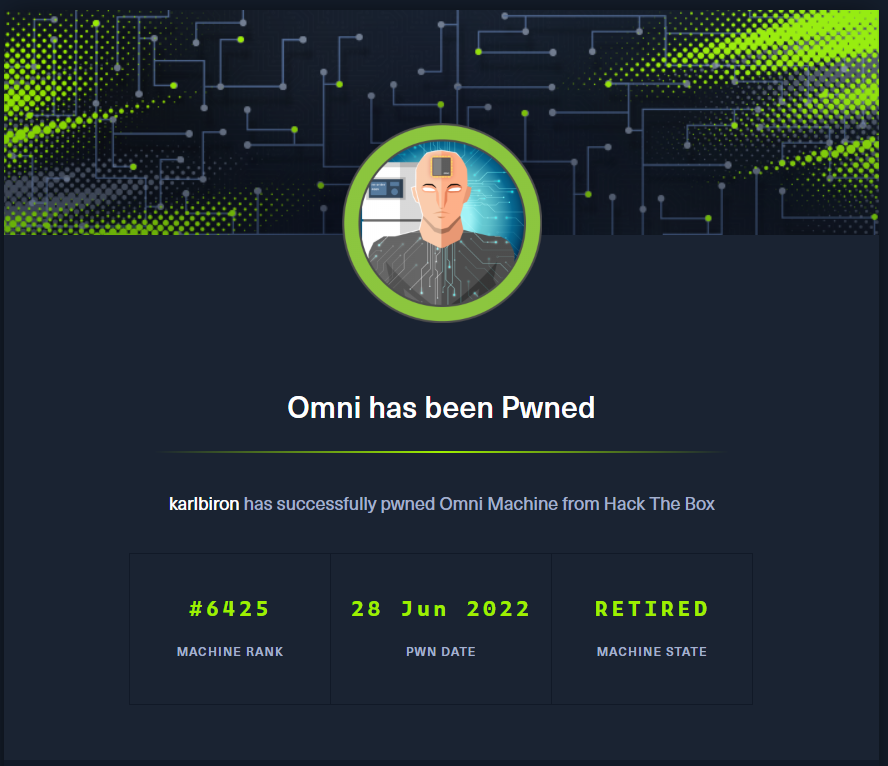 Omni has been Pwned
karlbiron has successfully pwned Omni Machine from Hack The Box
#6425 28 Jun 2022 RETIRED
MACHINE RANK PWN DATE MACHINE STATE